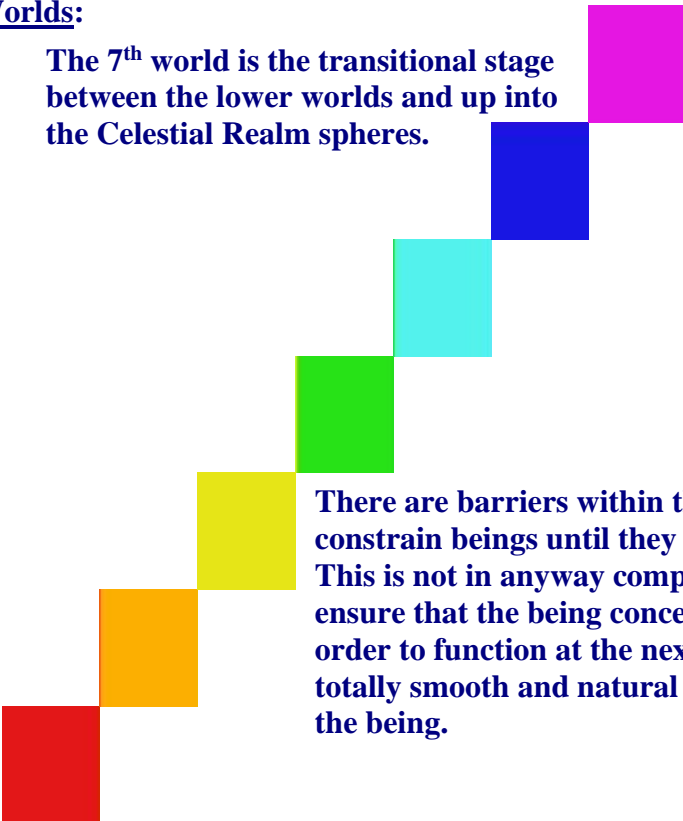 orlds:
The 7th world is the transitional stage
between the lower worlds and up into
the Celestial Realm spheres.
There are barriers within t
constrain beings until they
This is not in anyway comp
ensure that the being conce
order to function at the nex
totally smooth and natural
the being.